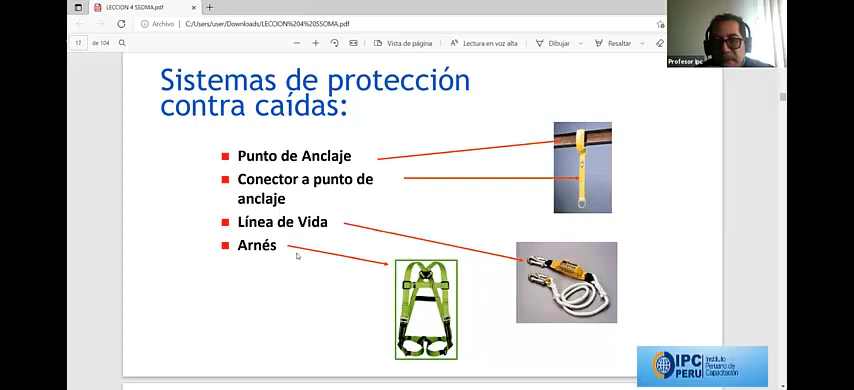 LECCION 4 SSOMA.pdf
Archivo
C:/Users/user/Downloads/LECCION%204%20SSOMA.pdf
17 de 104
Vista de página
Lectura en voz alta
Dibujar
Resaltar
Profesor Ipc
Sistemas de protección
contra caídas:
Punto de Anclaje
Conector a punto de
anclaje
Línea de Vida
Arnés
IPC
PERU
Instituto
Peruano de
Capacitación